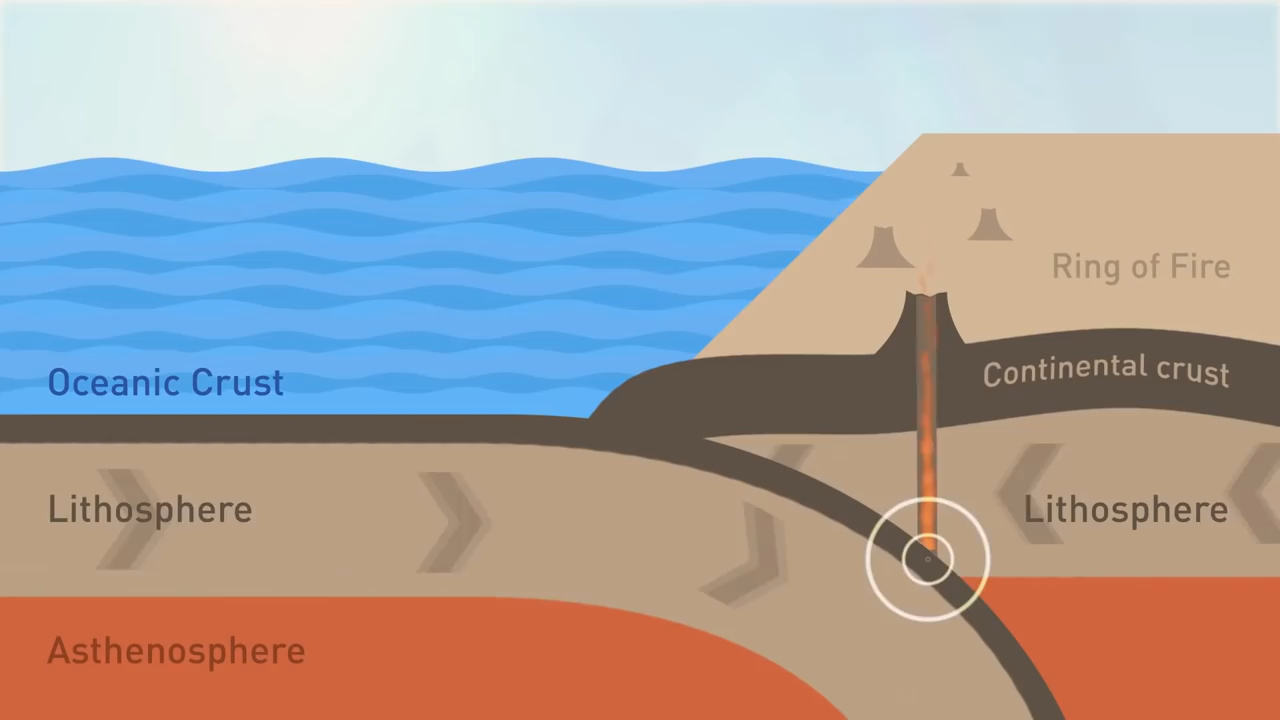 Ring of Fire
Continental crust
Oceanic Crust
Lithosphere
Lithosphere
Asthenosphere